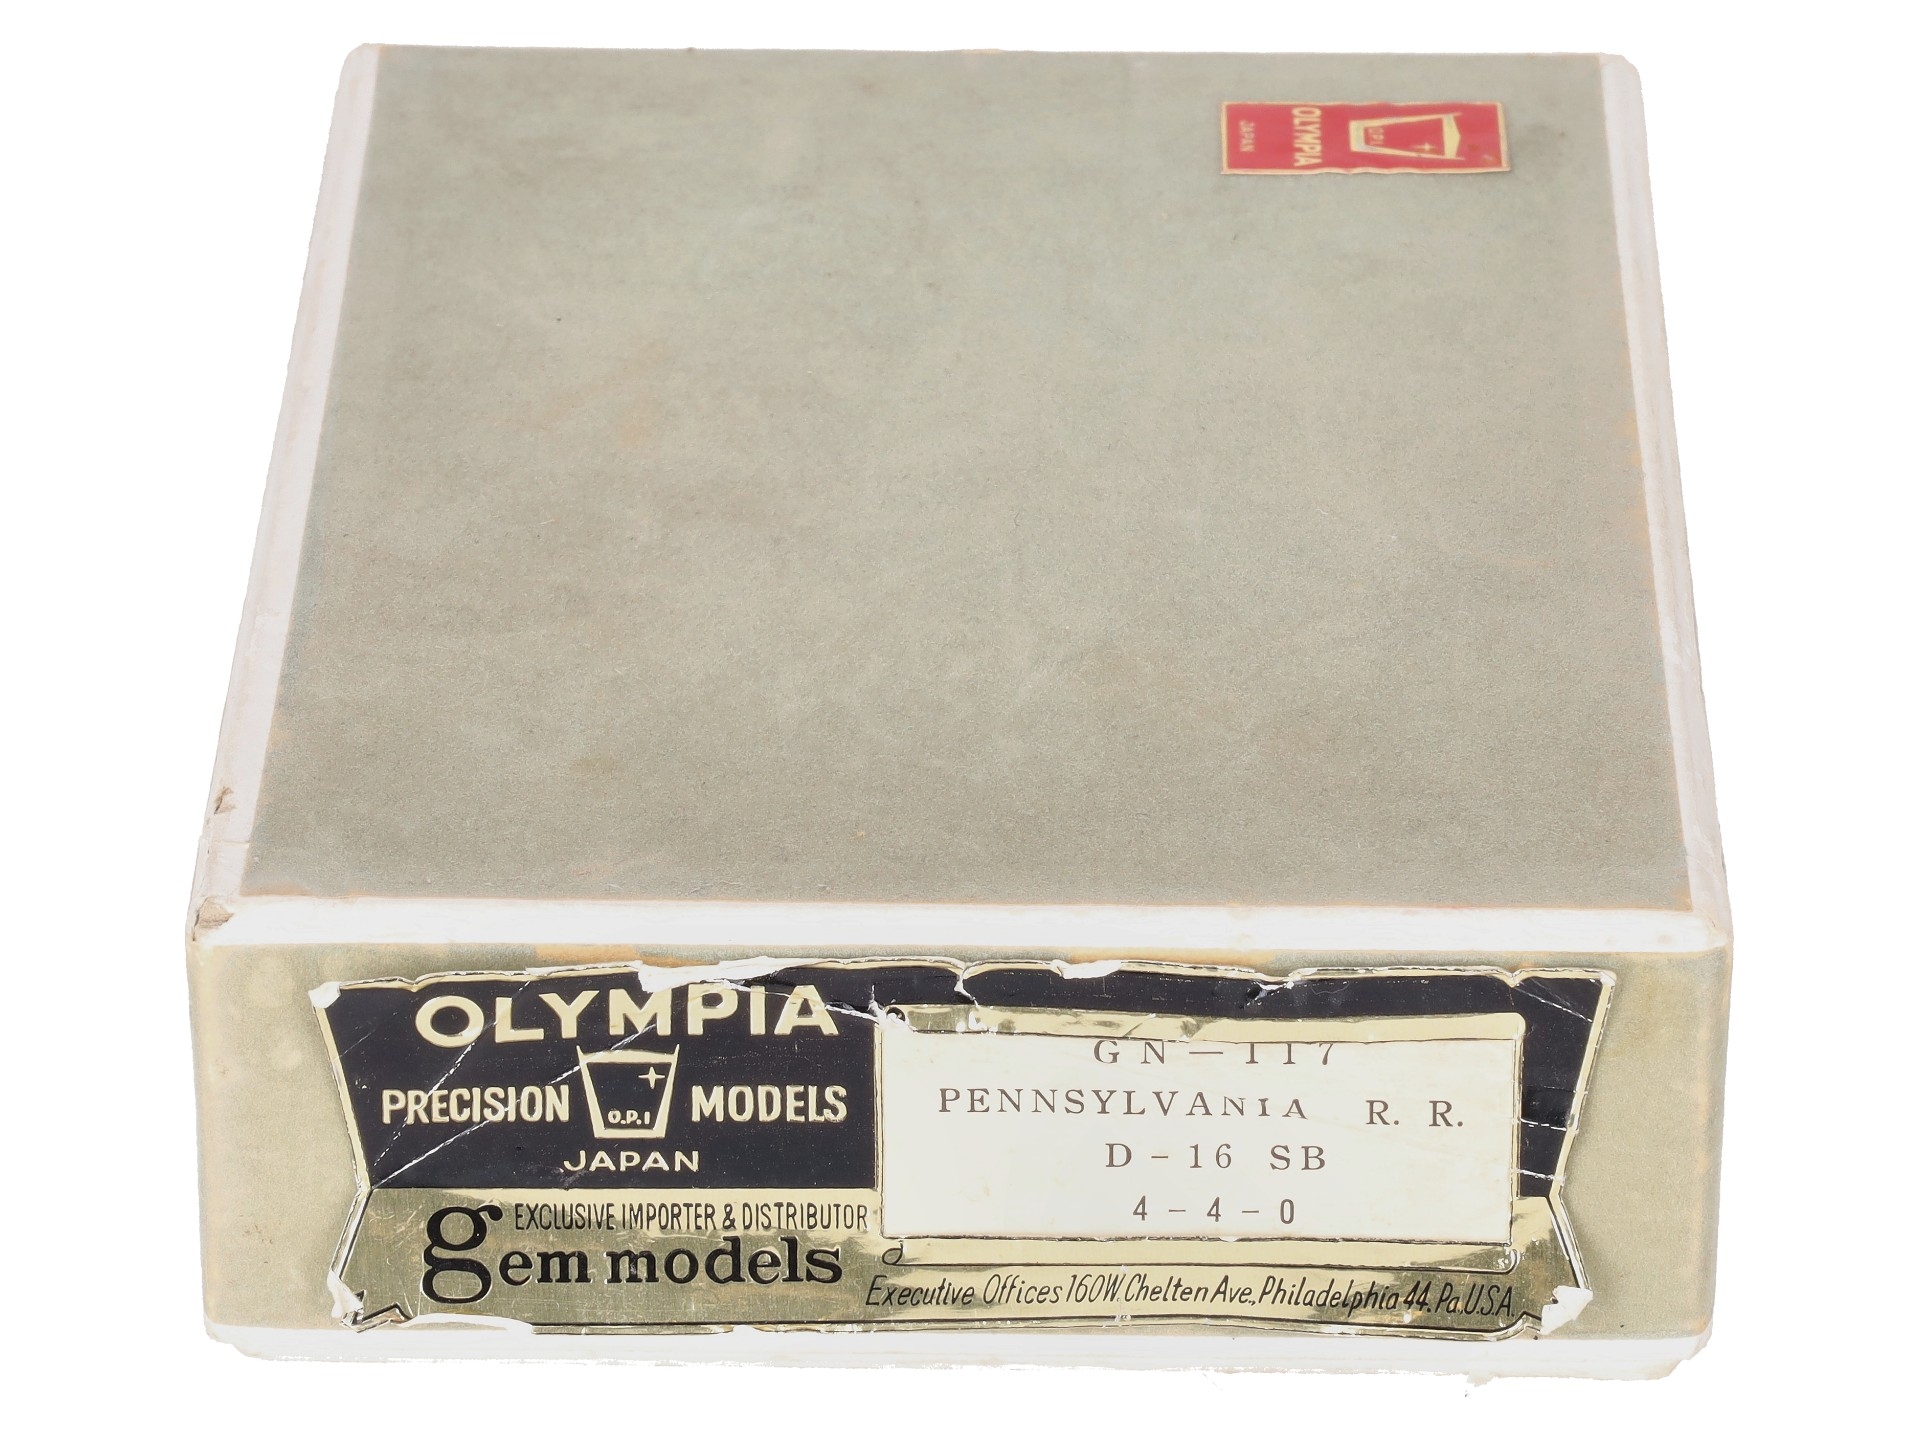 O.P.I
OLYMPIA
JAPAN
OLYMPIA
PRECISION O.P.I MODELS
JAPAN
EXCLUSIVE IMPORTER & DISTRIBUTOR
gem models
Executive Offices 160W. Chelten Ave., Philadelphia 44. Pa. U.S.A.
GN-117
PENNSYLVANIA R. R.
D-16 SB
4-4-0